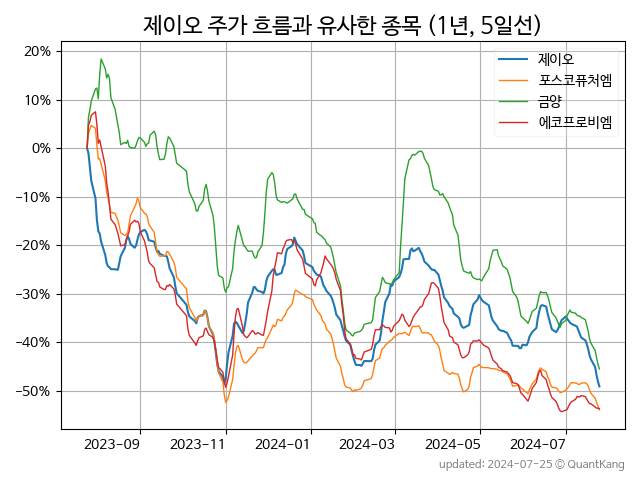 제이오 주가 흐름과 유사한 종목 (1년, 5일선)
20%
10%
0%
-10%
-20%
-30%
-40%
-50%
제이오
포스코퓨처엠
금양
에코프로비엠
2023-09
2023-11
2024-01
2024-03
2024-05
2024-07
updated: 2024-07-25 © QuantKang